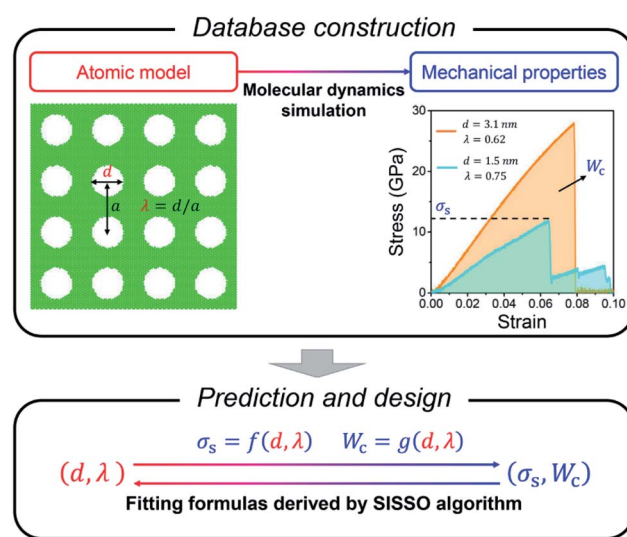 Database construction
Atomic model
Molecular dynamics
simulation
Mechanical properties
d
a
λ = d/a
Stress (GPa)
30
20
10
0
d = 3.1 nm
λ = 0.62
d = 1.5 nm
λ = 0.75
W_c
σ_s
0.00 0.02 0.04 0.06 0.08 0.10
Strain
Prediction and design
σ_s = f(d, λ) W_c = g(d, λ)
(d, λ) (σ_s, W_c)
Fitting formulas derived by SISSO algorithm